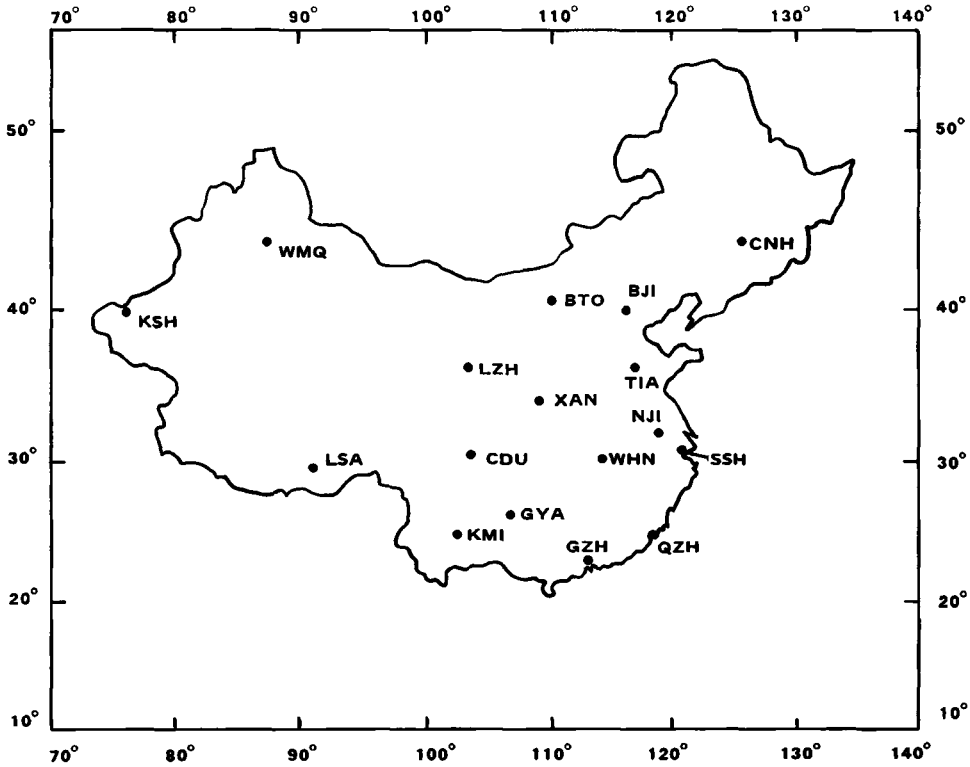 70° 80° 90° 100° 110° 120° 130° 140°
50° 50°
WMQ CNH
BTO BJI
40° 40°
KSH
LZH
TIA
XAN
NJI
30° LSA CDU WHN SSH 30°
GYA
KMI GZH QZH
20° 20°
10° 10°
70° 80° 90° 100° 110° 120° 130° 140°